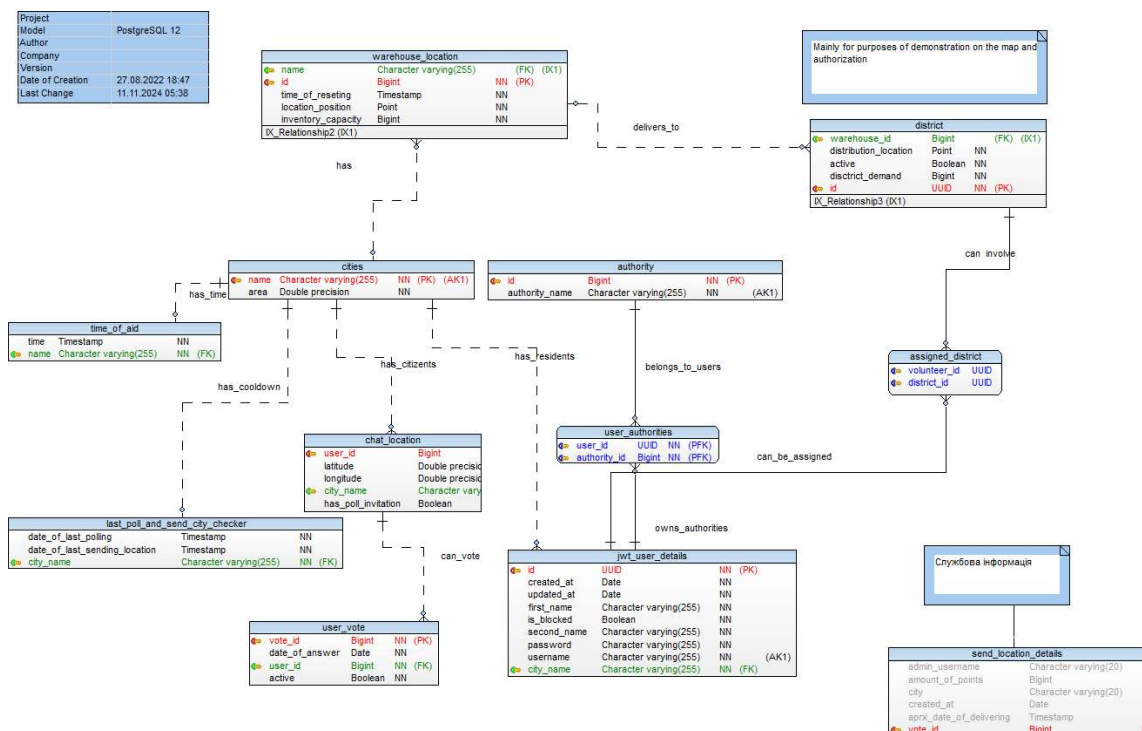 Project
Model PostgreSQL 12
Author
Company
Version
Date of Creation 27.08.2022 18:47
Last Change 11.11.2024 05:38
warehouse_location
name Character varying(255) (FK) (IX1)
id Bigint NN (PK)
time_of_reseting Timestamp NN
location_position Point NN
inventory_capacity Bigint NN
IX_Relationship2 (IX1)
Mainly for purposes of demonstration on the map and
authorization
delivers_to
district
warehouse_id Bigint (FK) (IX1)
distribution_location Point NN
active Boolean NN
disctrict_demand Bigint NN
id UUID NN (PK)
IX_Relationship3 (IX1)
has
can_involve
cities
name Character varying(255) NN (PK) (AK1)
area Double precision NN
authority
id Bigint NN (PK)
authority_name Character varying(255) NN (AK1)
has_time
time_of_aid
time Timestamp NN
name Character varying(255) NN (FK)
has_cooldown
has_citizents
has_residents
belongs_to_users
assigned_district
volunteer_id UUID
district_id UUID
chat_location
user_id Bigint
latitude Double precisic
longitude Double precisic
city_name Character vary
has_poll_invitation Boolean
user_authorities
user_id UUID NN (PFK)
authority_id Bigint NN (PFK)
can_be_assigned
last_poll_and_send_city_checker
date_of_last_polling Timestamp NN
date_of_last_sending_location Timestamp NN
city_name Character varying(255) NN (FK)
can_vote
owns_authorities
user_vote
vote_id Bigint NN (PK)
date_of_answer Date NN
user_id Bigint NN (FK)
active Boolean NN
jwt_user_details
id UUID NN (PK)
created_at Date NN
updated_at Date NN
first_name Character varying(255) NN
is_blocked Boolean NN
second_name Character varying(255) NN
password Character varying(255) NN
username Character varying(255) NN (AK1)
city_name Character varying(255) NN (FK)
Службова інформація
send_location_details
admin_username Character varying(20)
amount_of_points Bigint
city Character varying(20)
created_at Date
aprx_date_of_delivering Timestamp
vote_id Bigint